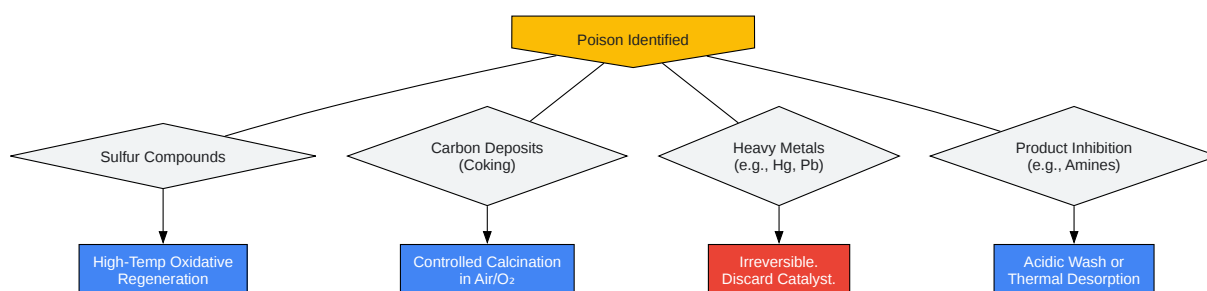 Poison Identified
Sulfur Compounds
Carbon Deposits
(Coking)
Heavy Metals
(e.g., Hg, Pb)
Product Inhibition
(e.g., Amines)
High-Temp Oxidative
Regeneration
Controlled Calcination
in Air/O₂
Irreversible.
Discard Catalyst.
Acidic Wash or
Thermal Desorption